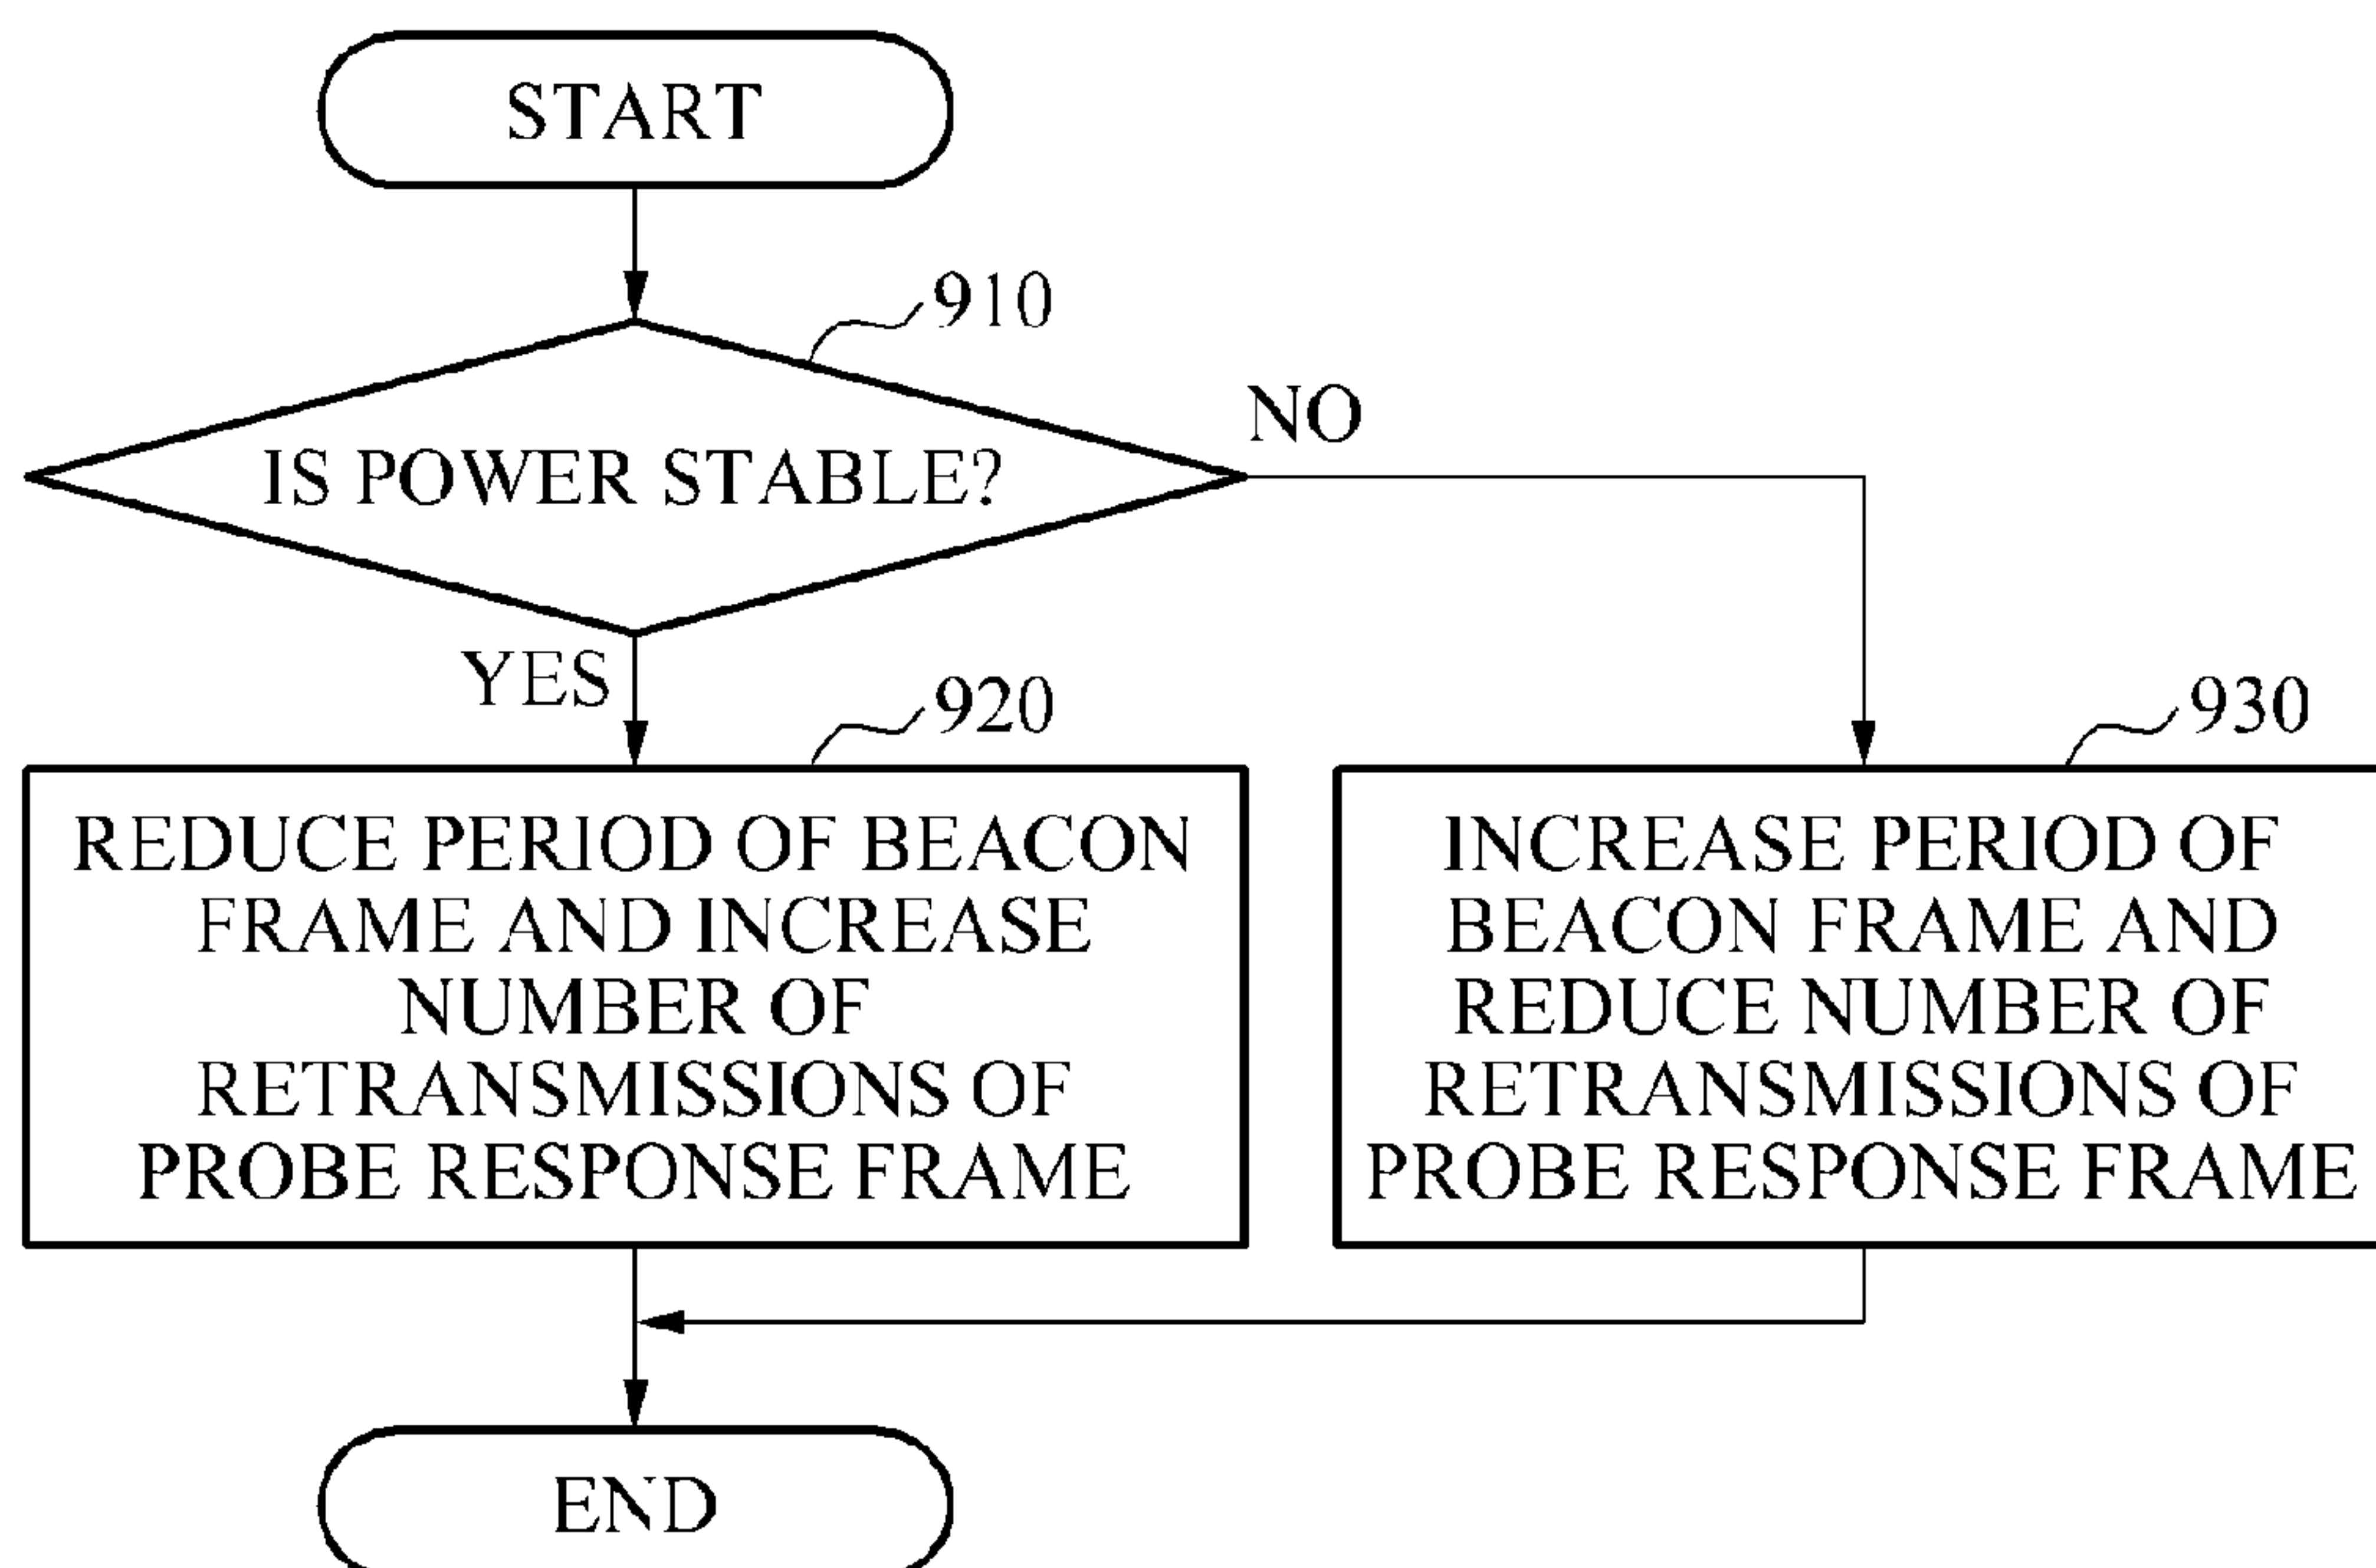 START
910
IS POWER STABLE?
NO
YES
920
930
REDUCE PERIOD OF BEACON
FRAME AND INCREASE
NUMBER OF
RETRANSMISSIONS OF
PROBE RESPONSE FRAME
INCREASE PERIOD OF
BEACON FRAME AND
REDUCE NUMBER OF
RETRANSMISSIONS OF
PROBE RESPONSE FRAME
END